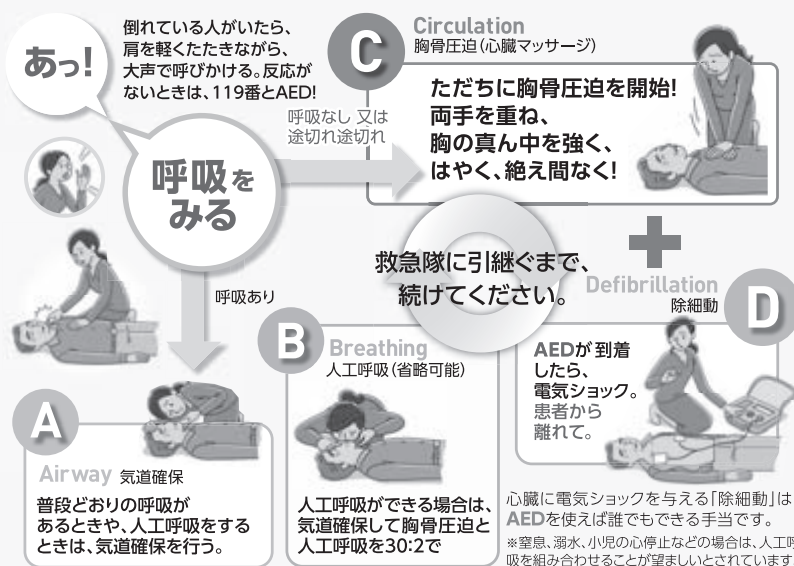 あっ!
倒れている人がいたら、
肩を軽くたたきながら、
大声で呼びかける。反応が
ないときは、119番とAED!
呼吸を
みる
呼吸なし 又は
途切れ途切れ
C
Circulation
胸骨圧迫(心臓マッサージ)
ただちに胸骨圧迫を開始!
両手を重ね、
胸の真ん中を強く、
はやく、絶え間なく!
救急隊に引継ぐまで、
続けてください。
呼吸あり
A
Airway 気道確保
普段どおりの呼吸が
あるときや、人工呼吸をする
ときは、気道確保を行う。
B
Breathing
人工呼吸(省略可能)
人工呼吸ができる場合は、
気道確保して胸骨圧迫と
人工呼吸を30:2で
D
Defibrillation
除細動
AEDが到着
したら、
電気ショック。
患者から
離れて。
心臓に電気ショックを与える「除細動」は
AEDを使えば誰でもできる手当です。
※窒息、溺水、小児の心停止などの場合は、人工呼
吸を組み合わせることが望ましいとされています